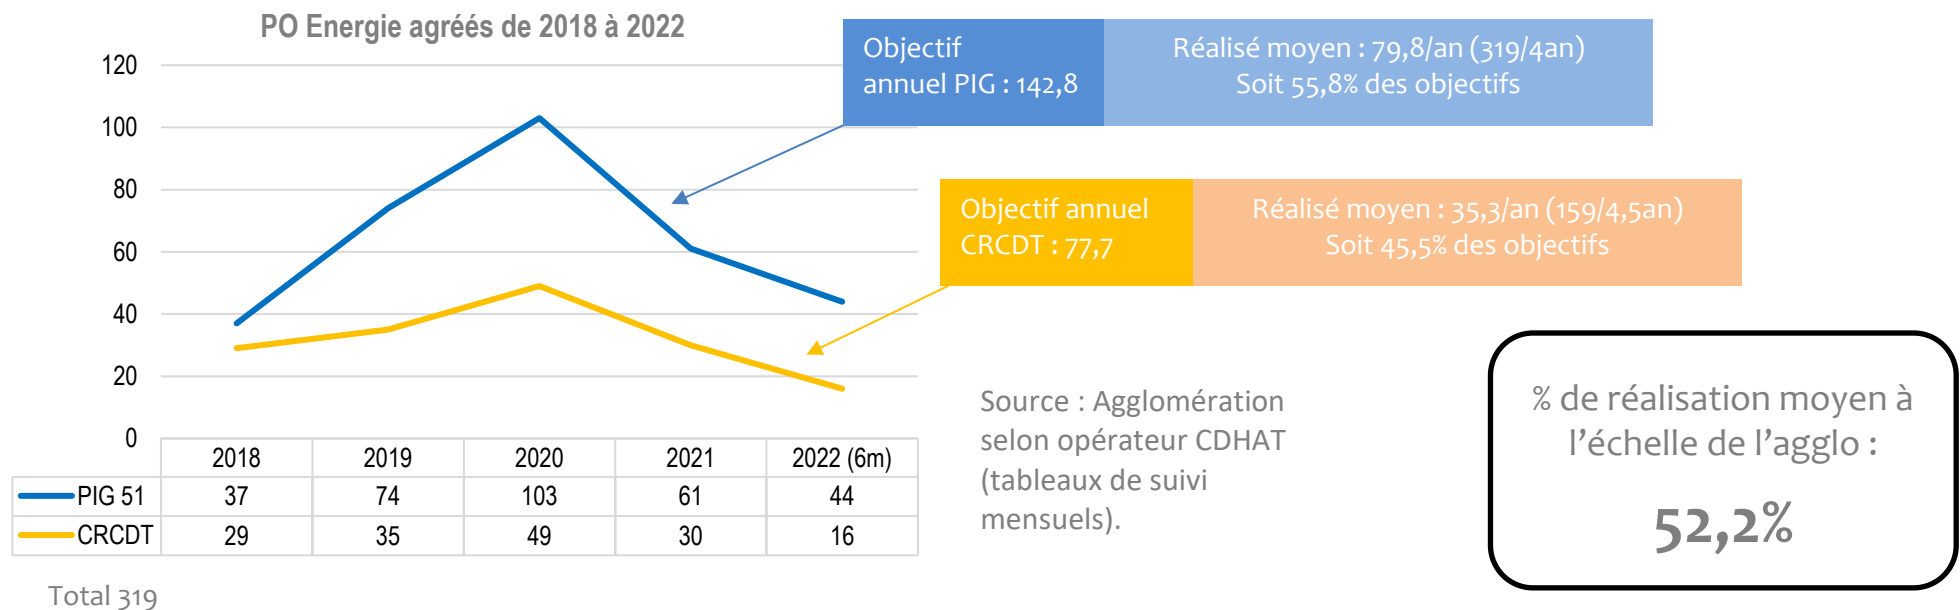 PO Energie agréés de 2018 à 2022
120
100
80
60
40
20
0
2018 2019 2020 2021 2022 (6m)
PIG 51 37 74 103 61 44
CRCDT 29 35 49 30 16
Total 319
Objectif
annuel PIG : 142,8
Réalisé moyen : 79,8/an (319/4an)
Soit 55,8% des objectifs
Objectif annuel
CRCDT : 77,7
Réalisé moyen : 35,3/an (159/4,5an)
Soit 45,5% des objectifs
Source : Agglomération
selon opérateur CDHAT
(tableaux de suivi
mensuels).
% de réalisation moyen à
l’échelle de l’agglo :
52,2%